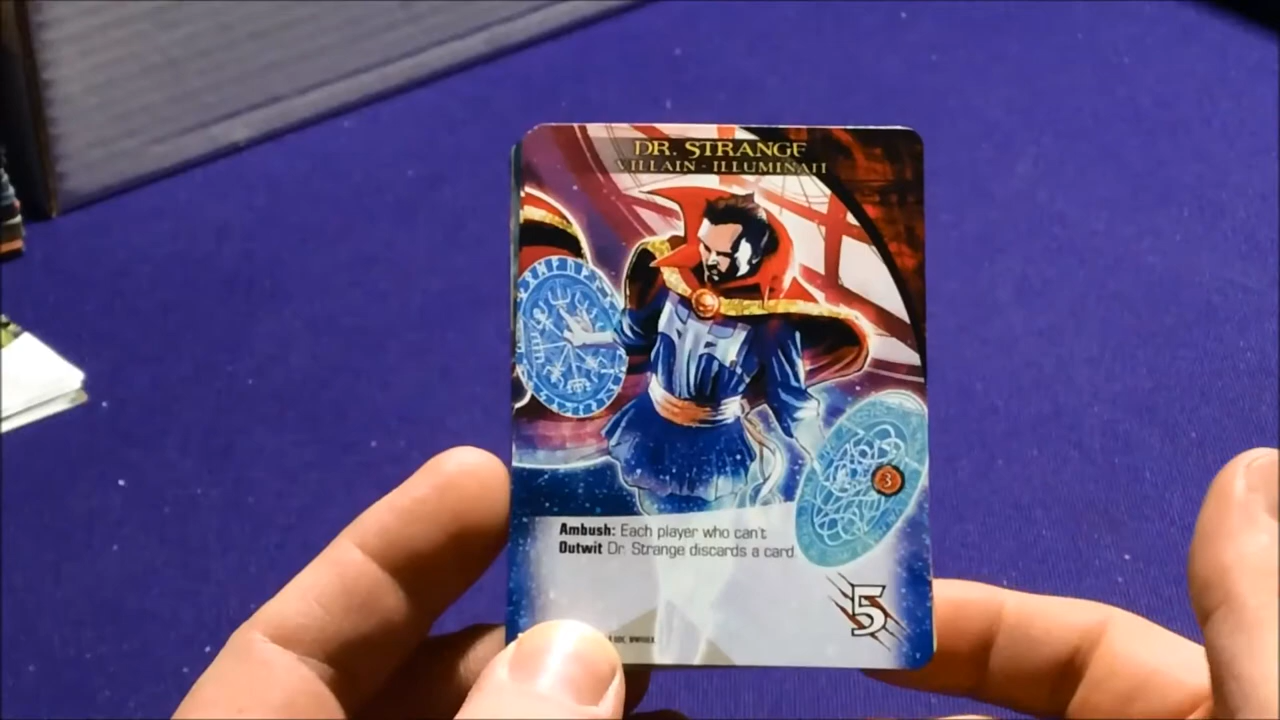 DR. STRANGE
VILLAIN - ILLUMINATI
3
Ambush: Each player who can't
Outwit Dr. Strange discards a card
5